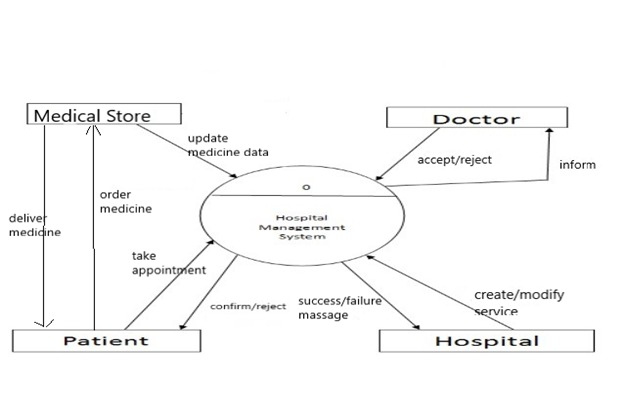 Medical Store
Doctor
update
medicine data
accept/reject
inform
0
order
medicine
deliver
medicine
Hospital
Management
System
take
appointment
confirm/reject
success/failure
massage
create/modify
service
Patient
Hospital